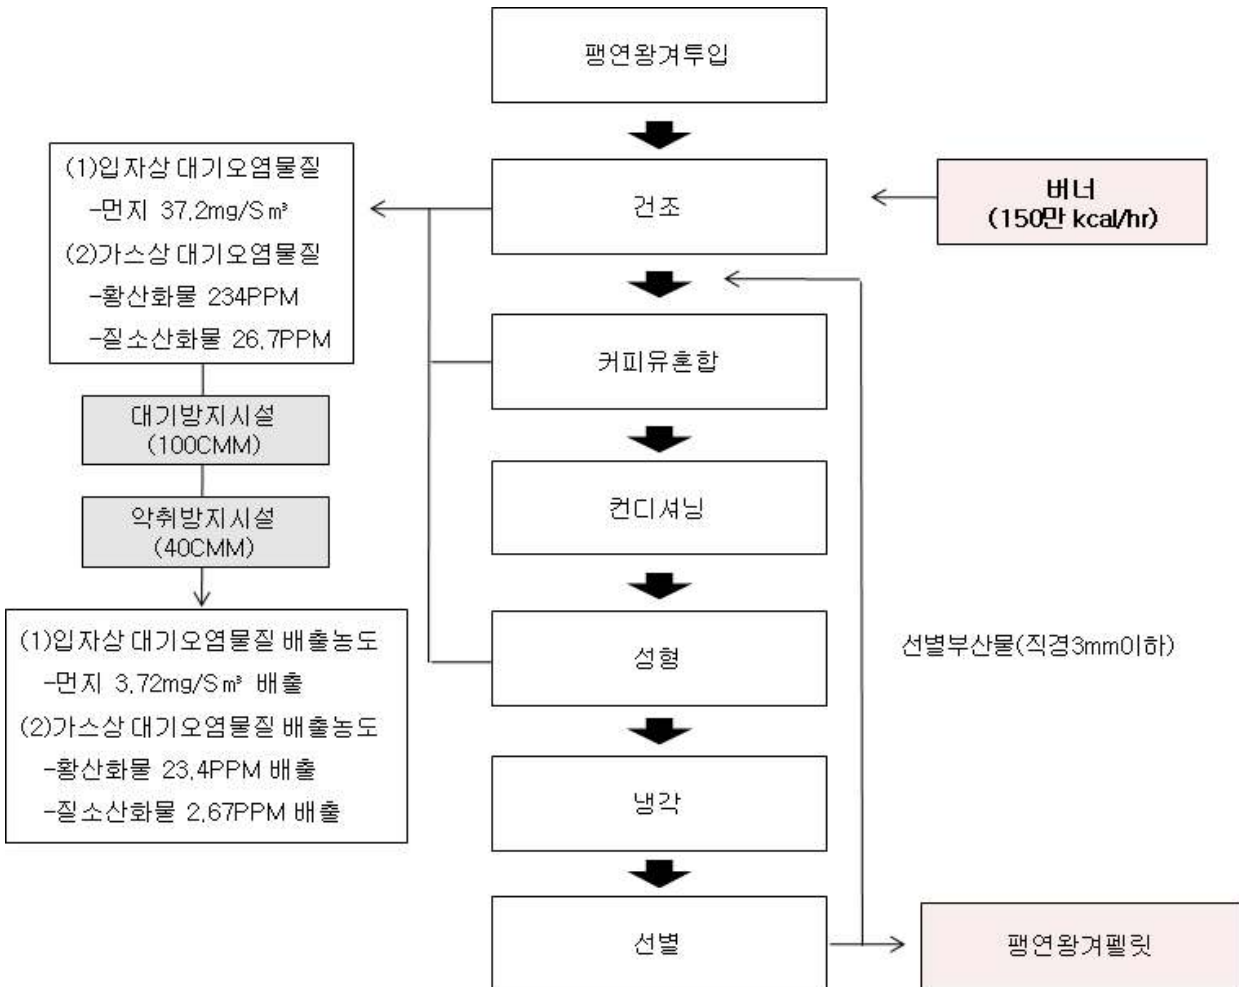 팽연왕겨투입
(1)입자상 대기오염물질
-먼지 37,2mg/Sm³
(2)가스상 대기오염물질
-황산화물 234PPM
-질소산화물 26,7PPM
건조
버너
(150만 kcal/hr)
커피유혼합
대기방지시설
(100CMM)
컨디셔닝
악취방지시설
(40CMM)
(1)입자상 대기오염물질 배출농도
-먼지 3,72mg/Sm³ 배출
(2)가스상 대기오염물질 배출농도
-황산화물 23,4PPM 배출
-질소산화물 2,67PPM 배출
성형
선별부산물(직경3mm이하)
냉각
선별
팽연왕겨펠릿